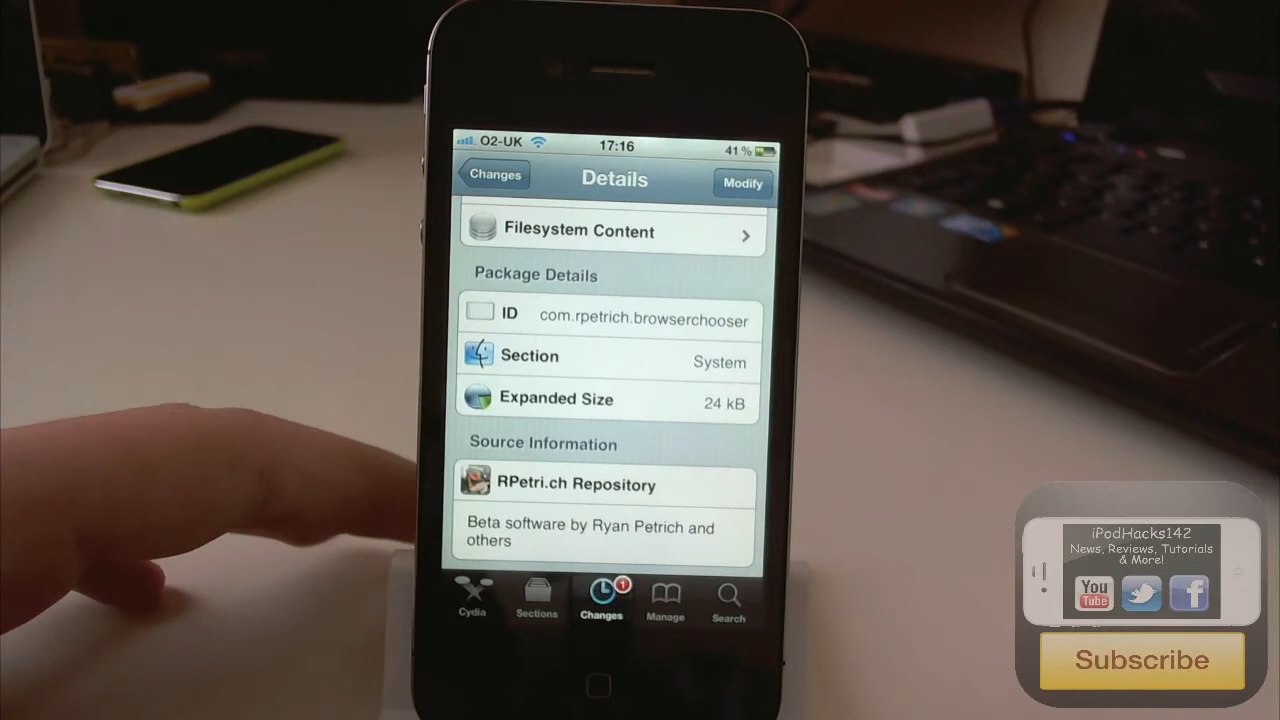 O2-UK
17:16
41%
Changes
Details
Modify
Filesystem Content
Package Details
ID
com.rpetrich.browserchooser
Section
System
Expanded Size
24 kB
Source Information
RPetri.ch Repository
Beta software by Ryan Petrich and
others
Cydia
Sections
1
Changes
Manage
Search
iPodHacks142
News, Reviews, Tutorials
& More!
You
Tube
Subscribe